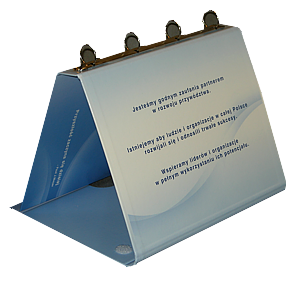 Jesteśmy godnym zaufania partnerem
w rozwoju przywództwa.
Istniejemy aby ludzie i organizacje w całej Polsce
rozwijali się i odnosili trwałe sukcesy.
Wspieramy liderów i organizacje
w pełnym wykorzystaniu ich potencjału.